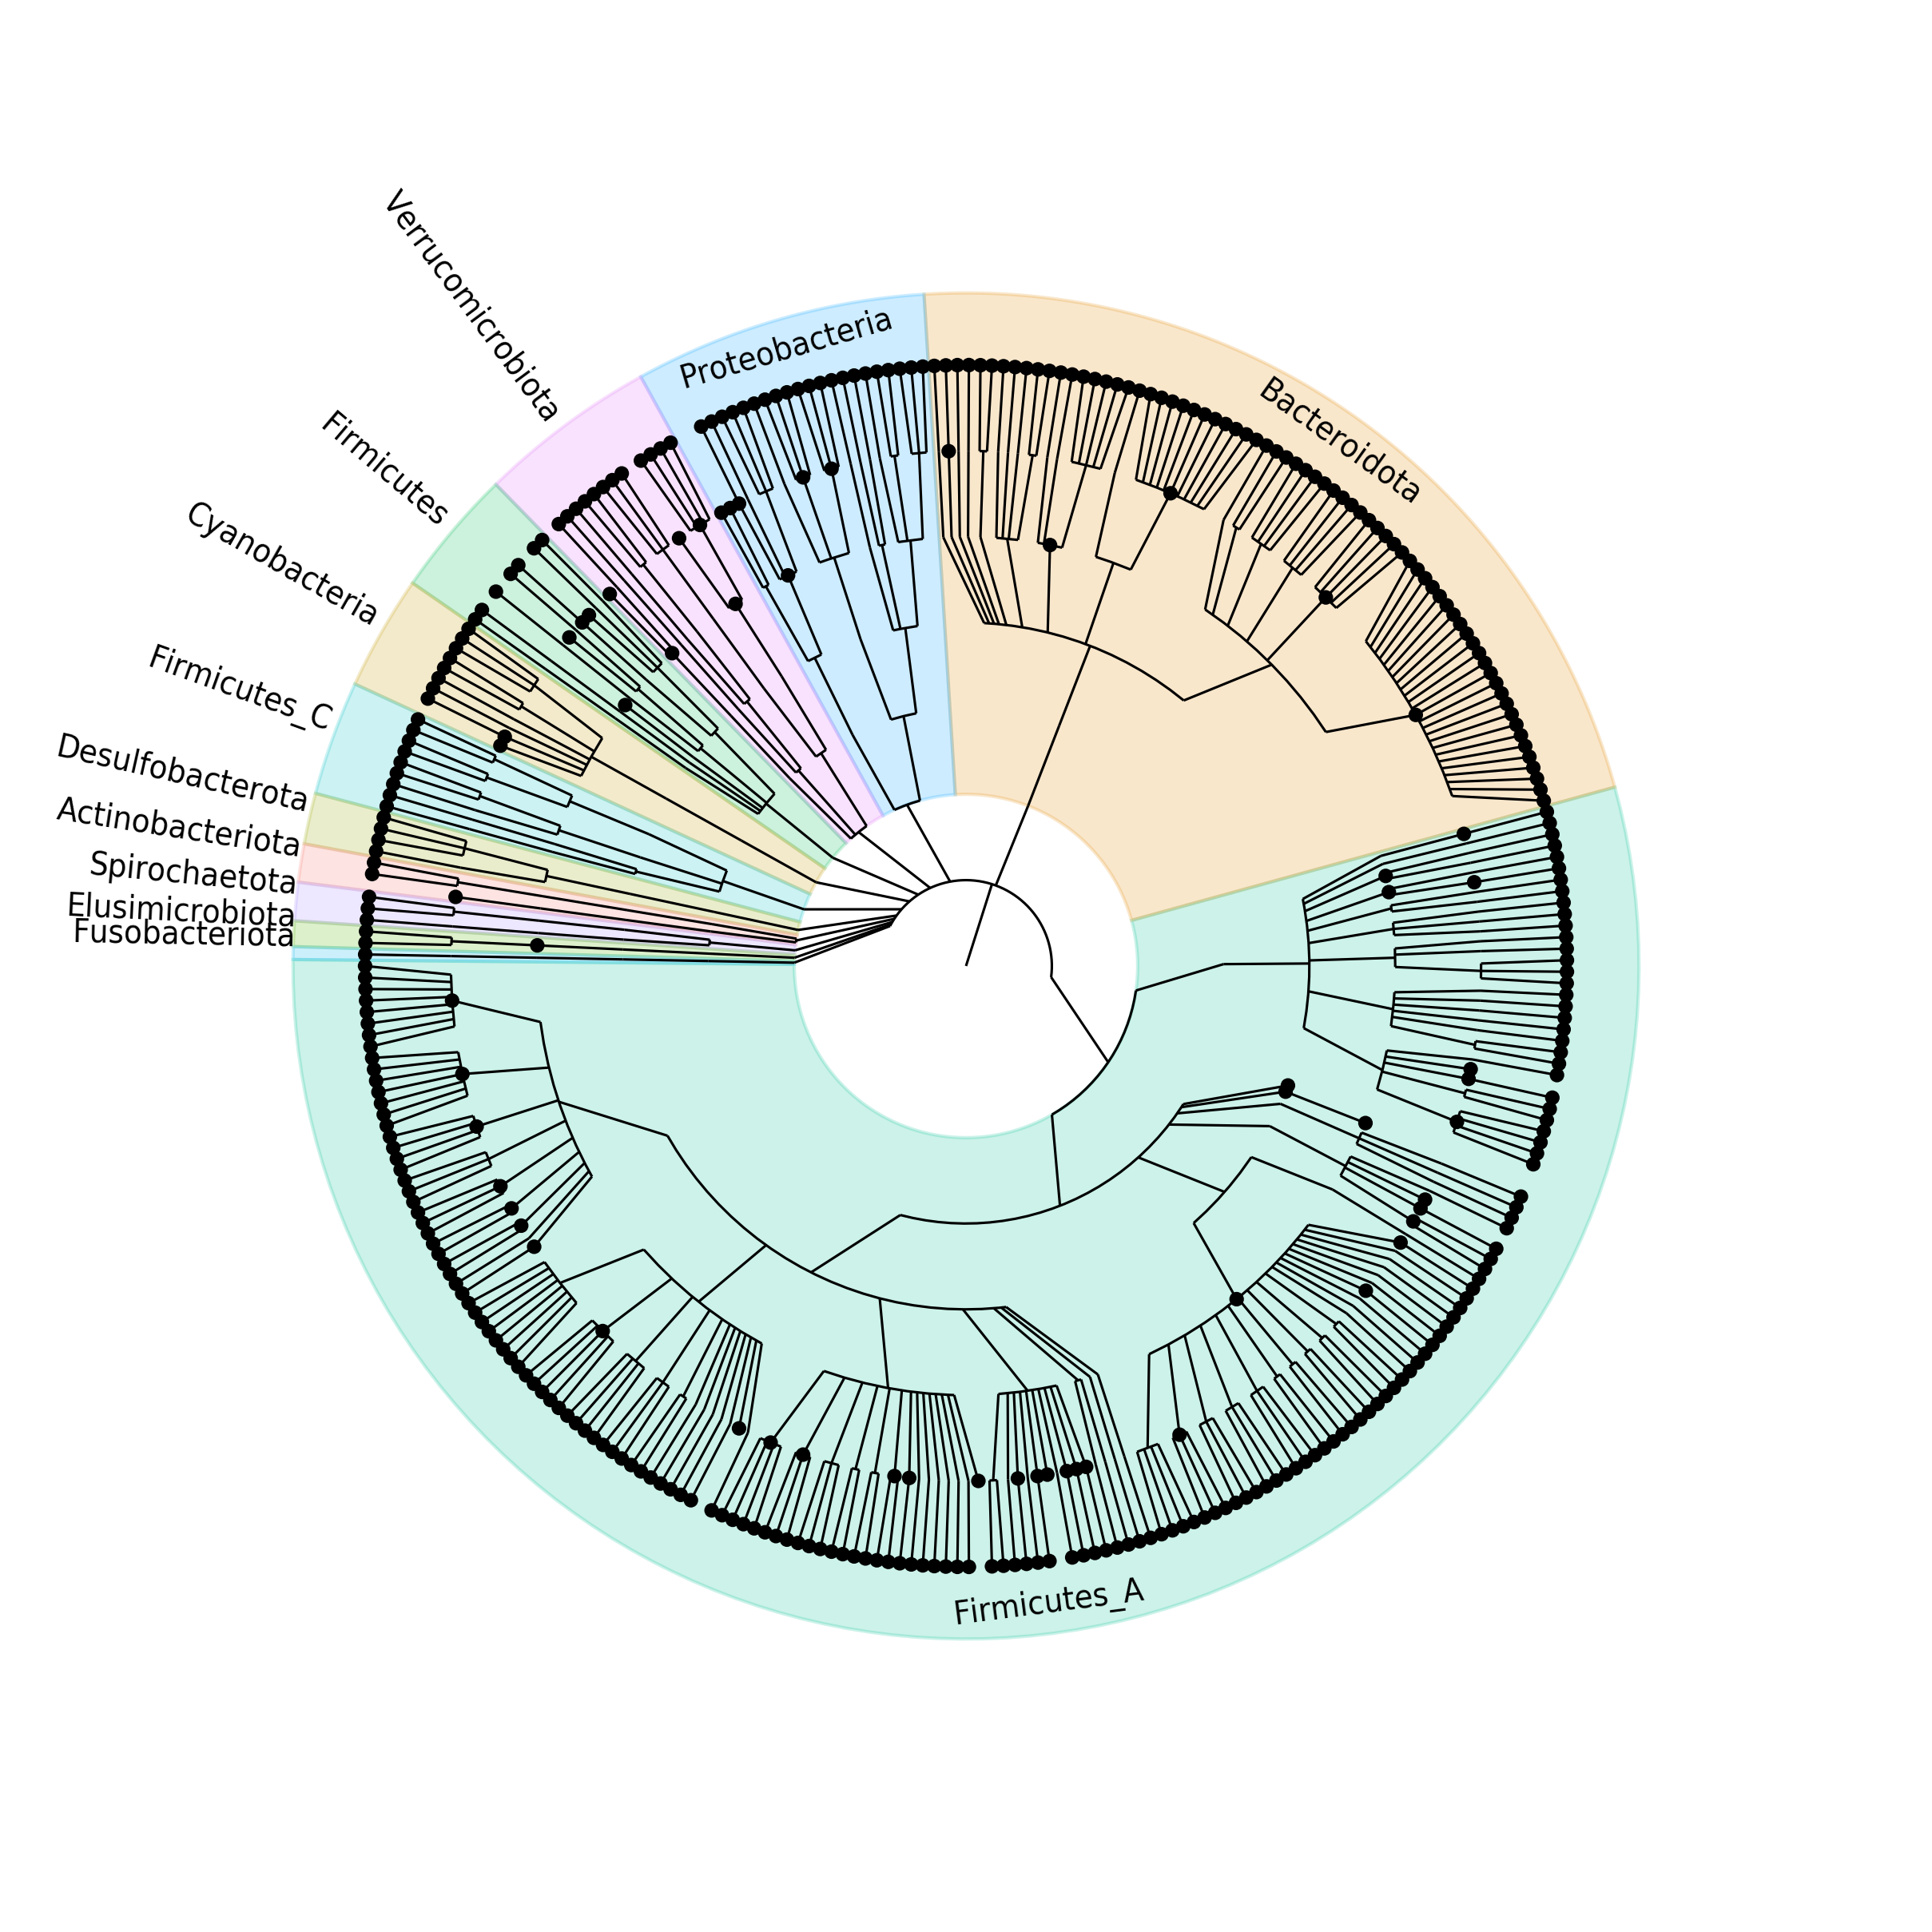 Verrucomicrobiota
Proteobacteria
Bacteroidota
Firmicutes
Cyanobacteria
Firmicutes_C
Desulfobacterota
Actinobacteriota
Spirochaetota
Elusimicrobiota
Fusobacteriota
Firmicutes_A